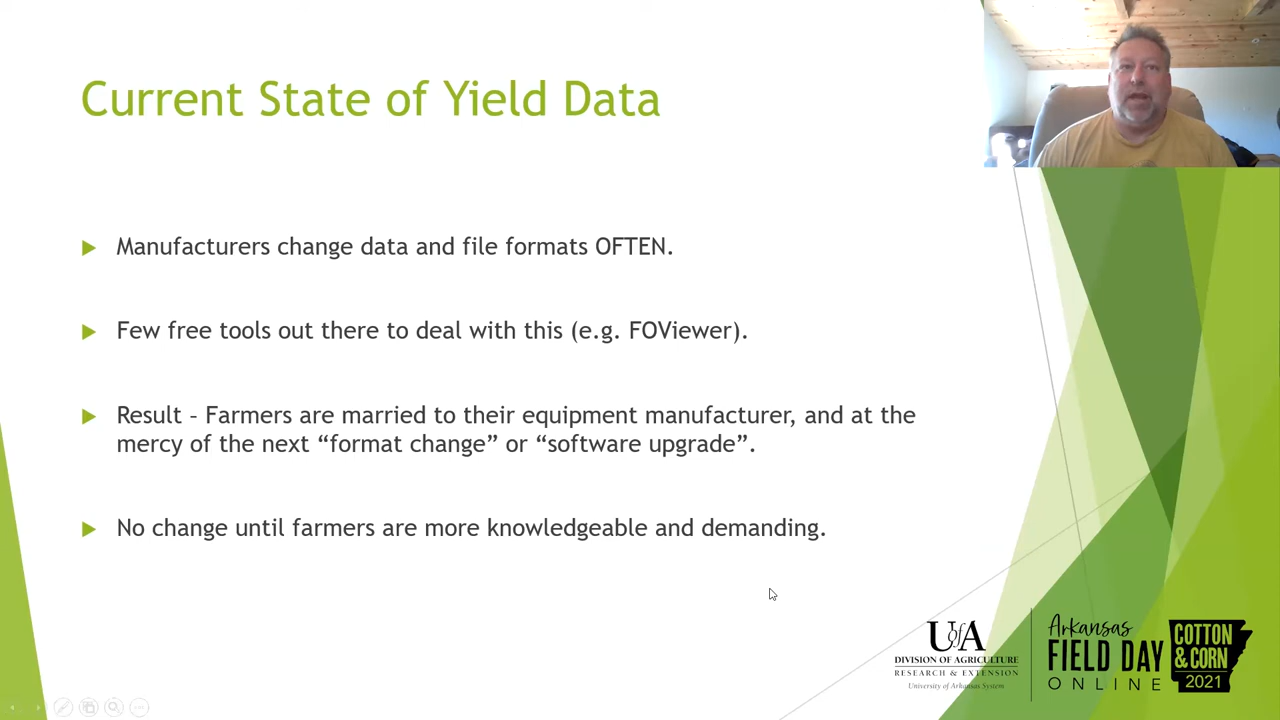 Current State of Yield Data
Manufacturers change data and file formats OFTEN.
Few free tools out there to deal with this (e.g. FOViewer).
Result – Farmers are married to their equipment manufacturer, and at the
mercy of the next “format change” or “software upgrade”.
No change until farmers are more knowledgeable and demanding.
UofA
DIVISION OF AGRICULTURE
RESEARCH & EXTENSION
University of Arkansas System
Arkansas
FIELD DAY
ONLINE
COTTON
& CORN
2021